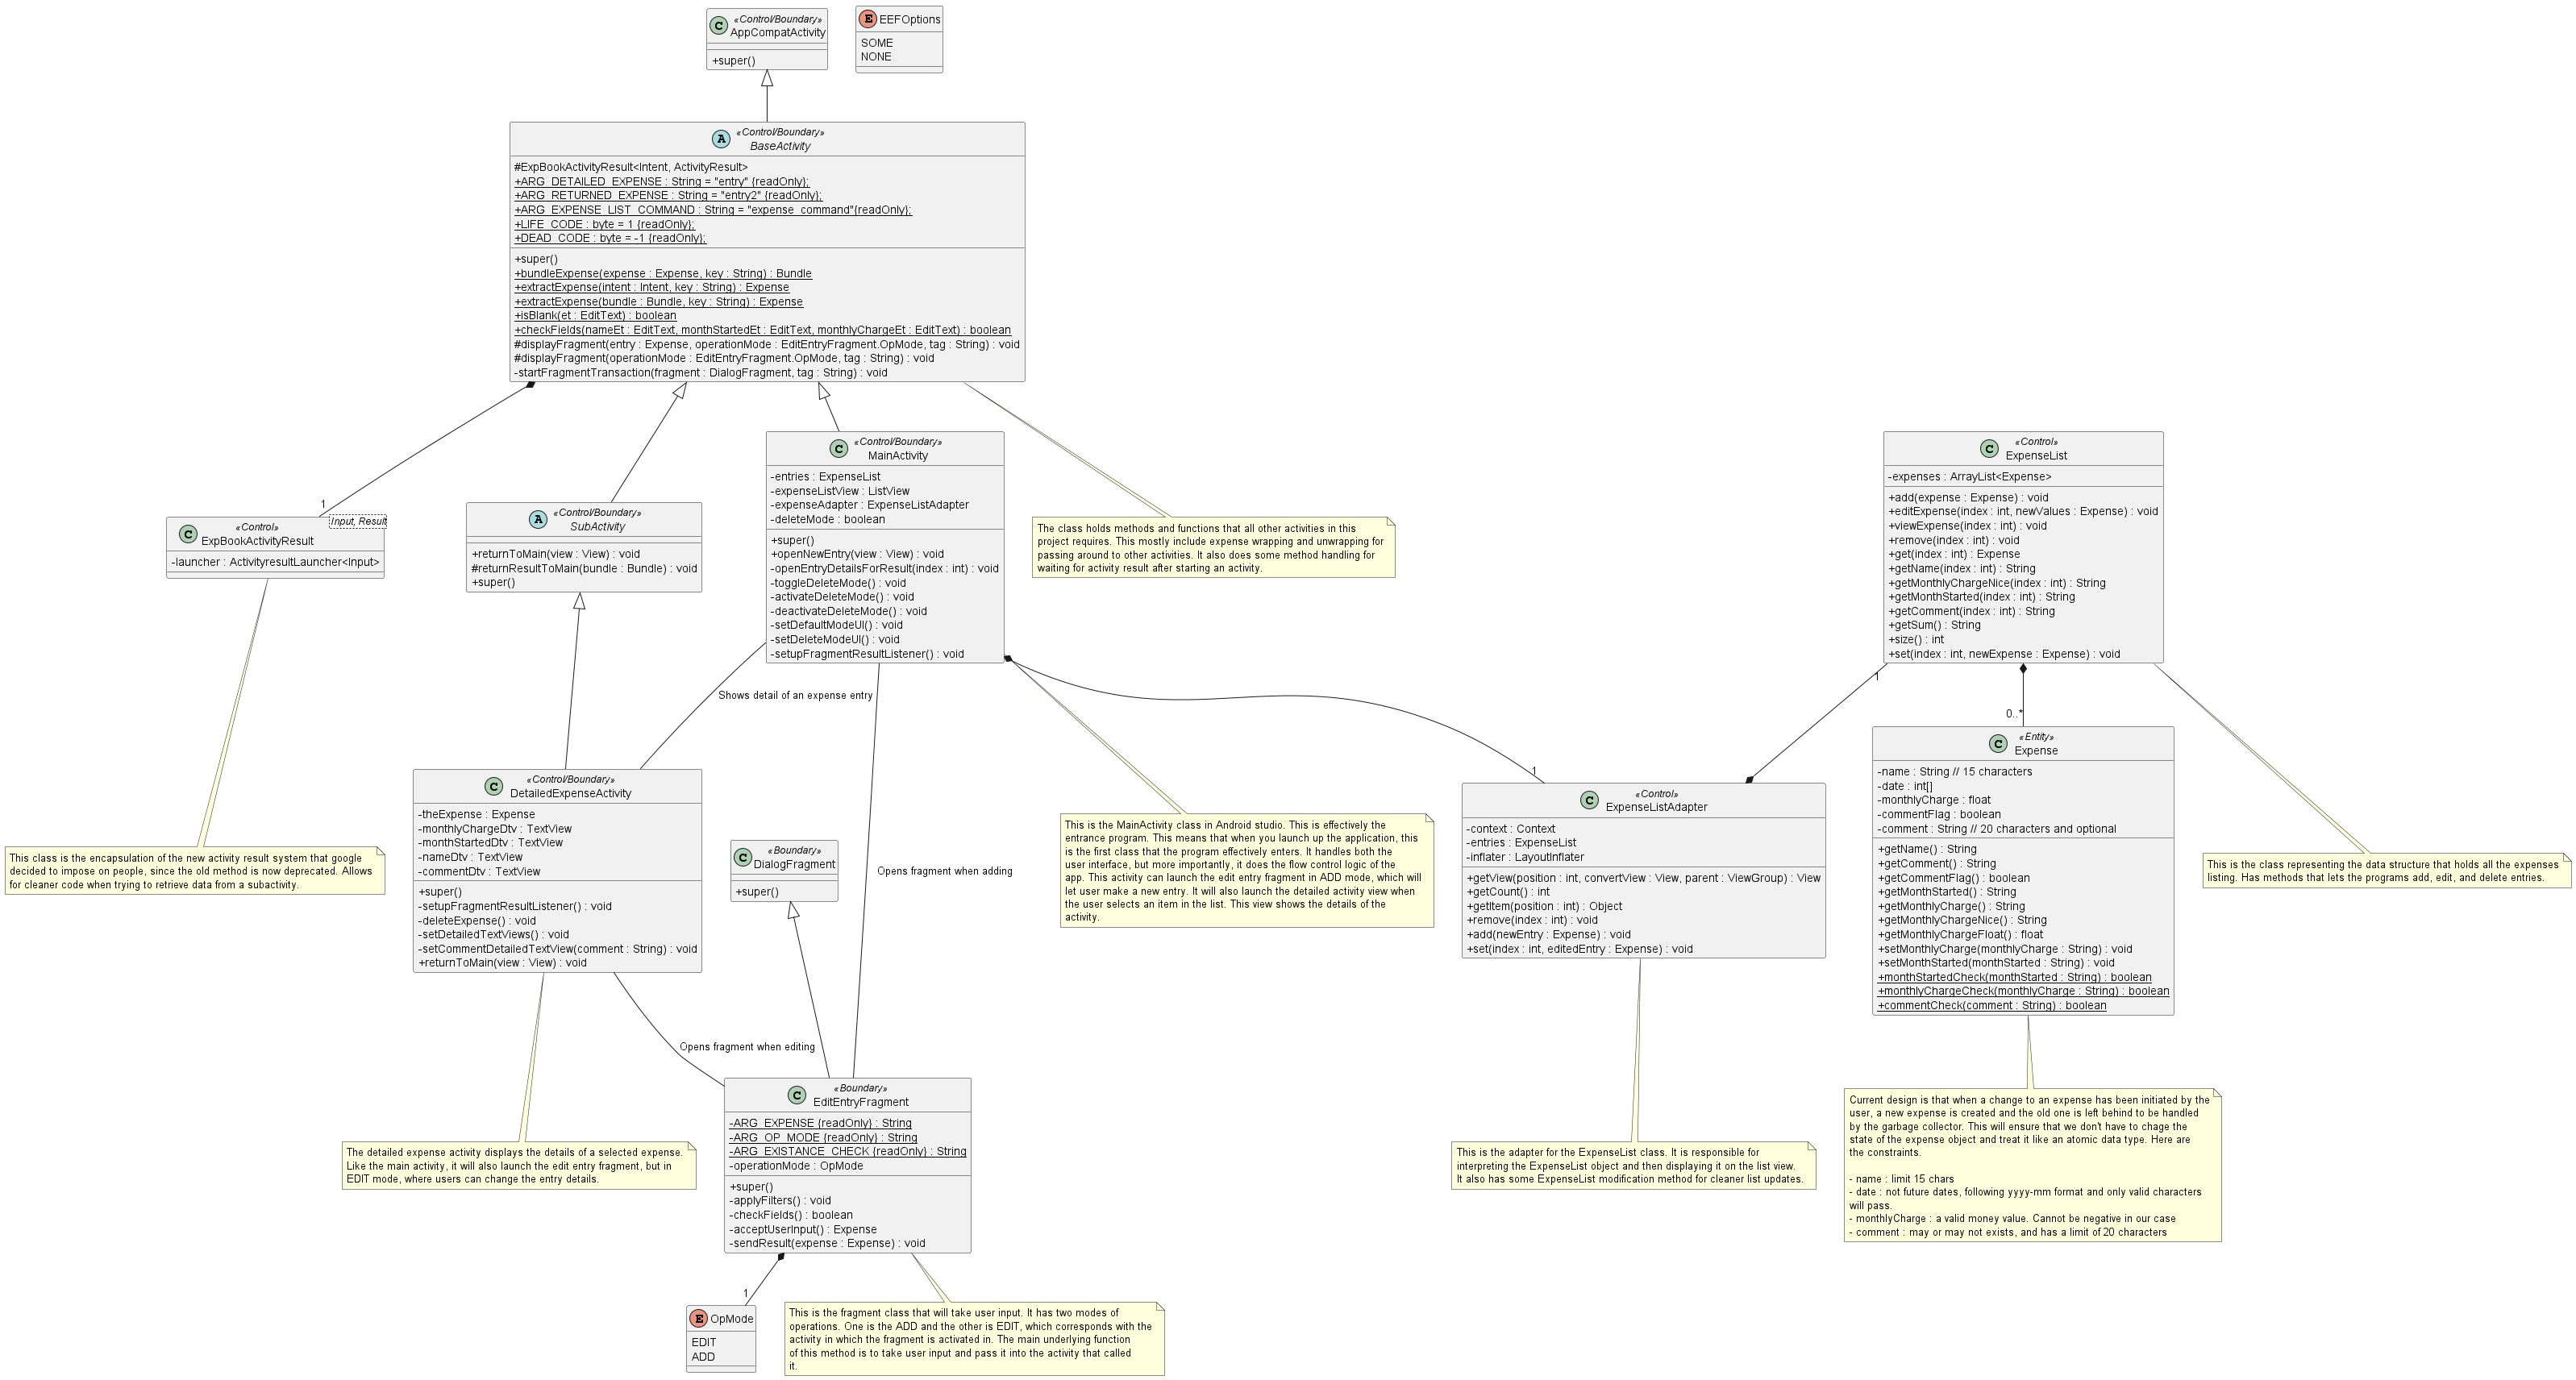 «Control/Boundary»
C AppCompatActivity
+super()
E EEFOptions
SOME
NONE
«Control/Boundary»
A BaseActivity
#ExpBookActivityResult<Intent, ActivityResult>
+ARG_DETAILED_EXPENSE : String = "entry" {readOnly};
+ARG_RETURNED_EXPENSE : String = "entry2" {readOnly};
+ARG_EXPENSE_LIST_COMMAND : String = "expense_command"{readOnly};
+LIFE_CODE : byte = 1 {readOnly};
+DEAD_CODE : byte = -1 {readOnly};
+super()
+bundleExpense(expense : Expense, key : String) : Bundle
+extractExpense(intent : Intent, key : String) : Expense
+extractExpense(bundle : Bundle, key : String) : Expense
+isBlank(et : EditText) : boolean
+checkFields(nameEt : EditText, monthStartedEt : EditText, monthlyChargeEt : EditText) : boolean
#displayFragment(entry : Expense, operationMode : EditEntryFragment.OpMode, tag : String) : void
#displayFragment(operationMode : EditEntryFragment.OpMode, tag : String) : void
-startFragmentTransaction(fragment : DialogFragment, tag : String) : void
1
Input, Result
«Control»
C ExpBookActivityResult
-launcher : ActivityresultLauncher<Input>
«Control/Boundary»
A SubActivity
+returnToMain(view : View) : void
#returnResultToMain(bundle : Bundle) : void
+super()
«Control/Boundary»
C MainActivity
-entries : ExpenseList
-expenseListView : ListView
-expenseAdapter : ExpenseListAdapter
-deleteMode : boolean
+super()
+openNewEntry(view : View) : void
-openEntryDetailsForResult(index : int) : void
-toggleDeleteMode() : void
-activateDeleteMode() : void
-deactivateDeleteMode() : void
-setDefaultModeUI() : void
-setDeleteModeUI() : void
-setupFragmentResultListener() : void
The class holds methods and functions that all other activities in this
project requires. This mostly include expense wrapping and unwrapping for
passing around to other activities. It also does some method handling for
waiting for activity result after starting an activity.
«Control»
C ExpenseList
-expenses : ArrayList<Expense>
+add(expense : Expense) : void
+editExpense(index : int, newValues : Expense) : void
+viewExpense(index : int) : void
+remove(index : int) : void
+get(index : int) : Expense
+getName(index : int) : String
+getMonthlyChargeNice(index : int) : String
+getMonthStarted(index : int) : String
+getComment(index : int) : String
+getSum() : String
+size() : int
+set(index : int, newExpense : Expense) : void
Shows detail of an expense entry
1
0..*
1
This class is the encapsulation of the new activity result system that google
decided to impose on people, since the old method is now deprecated. Allows
for cleaner code when trying to retrieve data from a subactivity.
«Control/Boundary»
C DetailedExpenseActivity
-theExpense : Expense
-monthlyChargeDtv : TextView
-monthStartedDtv : TextView
-nameDtv : TextView
-commentDtv : TextView
+super()
-setupFragmentResultListener() : void
-deleteExpense() : void
-setDetailedTextViews() : void
-setCommentDetailedTextView(comment : String) : void
+returnToMain(view : View) : void
«Boundary»
C DialogFragment
+super()
Opens fragment when adding
This is the MainActivity class in Android studio. This is effectively the
entrance program. This means that when you launch up the application, this
is the first class that the program effectively enters. It handles both the
user interface, but more importantly, it does the flow control logic of the
app. This activity can launch the edit entry fragment in ADD mode, which will
let user make a new entry. It will also launch the detailed activity view when
the user selects an item in the list. This view shows the details of the
activity.
«Control»
C ExpenseListAdapter
-context : Context
-entries : ExpenseList
-inflater : LayoutInflater
+getView(position : int, convertView : View, parent : ViewGroup) : View
+getCount() : int
+getItem(position : int) : Object
+remove(index : int) : void
+add(newEntry : Expense) : void
+set(index : int, editedEntry : Expense) : void
«Entity»
C Expense
-name : String // 15 characters
-date : int[]
-monthlyCharge : float
-commentFlag : boolean
-comment : String // 20 characters and optional
+getName() : String
+getComment() : String
+getCommentFlag() : boolean
+getMonthStarted() : String
+getMonthlyCharge() : String
+getMonthlyChargeNice() : String
+getMonthlyChargeFloat() : float
+setMonthlyCharge(monthlyCharge : String) : void
+setMonthStarted(monthStarted : String) : void
+monthStartedCheck(monthStarted : String) : boolean
+monthlyChargeCheck(monthlyCharge : String) : boolean
+commentCheck(comment : String) : boolean
This is the class representing the data structure that holds all the expenses
listing. Has methods that lets the programs add, edit, and delete entries.
Opens fragment when editing
The detailed expense activity displays the details of a selected expense.
Like the main activity, it will also launch the edit entry fragment, but in
EDIT mode, where users can change the entry details.
«Boundary»
C EditEntryFragment
-ARG_EXPENSE {readOnly} : String
-ARG_OP_MODE {readOnly} : String
-ARG_EXISTANCE_CHECK {readOnly} : String
-operationMode : OpMode
+super()
-applyFilters() : void
-checkFields() : boolean
-acceptUserInput() : Expense
-sendResult(expense : Expense) : void
This is the adapter for the ExpenseList class. It is responsible for
interpreting the ExpenseList object and then displaying it on the list view.
It also has some ExpenseList modification method for cleaner list updates.
Current design is that when a change to an expense has been initiated by the
user, a new expense is created and the old one is left behind to be handled
by the garbage collector. This will ensure that we don't have to chage the
state of the expense object and treat it like an atomic data type. Here are
the constraints.
- name : limit 15 chars
- date : not future dates, following yyyy-mm format and only valid characters
will pass.
- monthlyCharge : a valid money value. Cannot be negative in our case
- comment : may or may not exists, and has a limit of 20 characters
1
E OpMode
EDIT
ADD
This is the fragment class that will take user input. It has two modes of
operations. One is the ADD and the other is EDIT, which corresponds with the
activity in which the fragment is activated in. The main underlying function
of this method is to take user input and pass it into the activity that called
it.